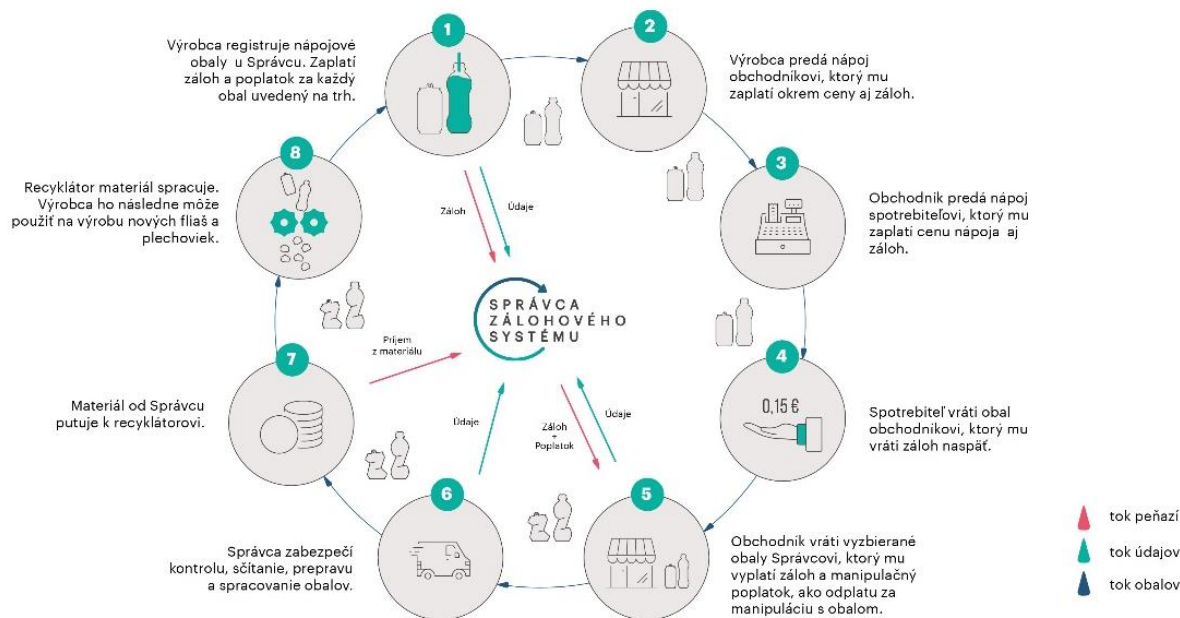 1
Výrobca registruje nápojové
obaly u Správcu. Zaplatí
záloh a poplatok za každý
obal uvedený na trh.
2
Výrobca predá nápoj
obchodníkovi, ktorý mu
zaplatí okrem ceny aj záloh.
3
Obchodník predá nápoj
spotrebiteľovi, ktorý mu
zaplatí cenu nápoja aj
záloh.
4
0,15 €
Spotrebiteľ vráti obal
obchodníkovi, ktorý mu
vráti záloh naspäť.
5
Obchodník vráti vyzbierané
obaly Správcovi, ktorý mu
vyplatí záloh a manipulačný
poplatok, ako odplatu za
manipuláciu s obalom.
6
Správca zabezpečí
kontrolu, sčítanie, prepravu
a spracovanie obalov.
7
Materiál od Správcu
putuje k recyklátorovi.
8
Recyklátor materiál spracuje.
Výrobca ho následne môže
použiť na výrobu nových fliaš a
plechoviek.
Záloh
Údaje
SPRÁVCA
ZÁLOHOVÉHO
SYSTÉMU
Príjem
z materiálu
Údaje
Záloh
+
Poplatok
Údaje
tok peňazí
tok údajov
tok obalov